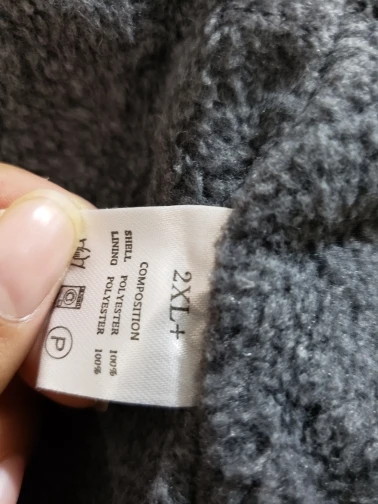 2XL+
COMPOSITION
SHELL POLYESTER 100%
LINING POLYESTER 100%
P